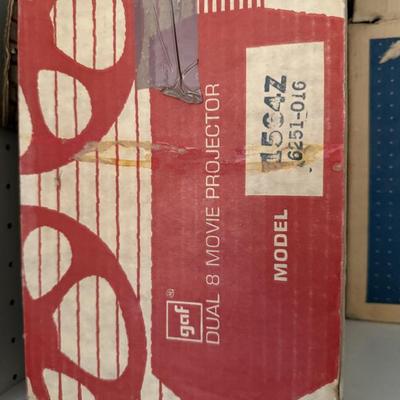 gaf®
DUAL 8 MOVIE PROJECTOR
MODEL
1584Z
6251-016